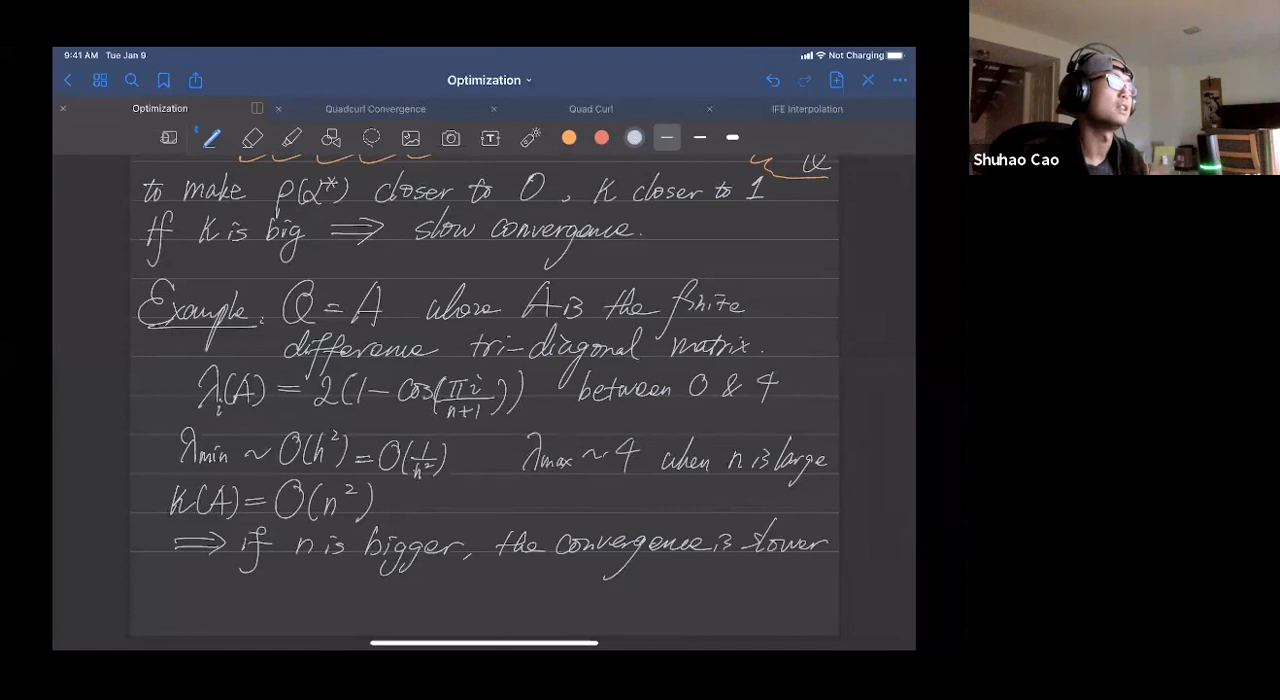 9:41 AM Tue Jan 9
Not Charging
Optimization
Optimization
Quadcurl Convergence
Quad Curl
IFE Interpolation
Shuhao Cao
Q
to make ρ(Q*) closer to 0, K closer to 1
If K is big ⟹ slow convergence.
Example: Q = A where A is the finite
difference tri-diagonal matrix.
λᵢ(A) = 2(1 − cos(πi/(n+1))) between 0 & 4
λmin ~ O(h²) = O(1/n²) λmax ~ 4 when n is large
K(A) = O(n²)
⟹ if n is bigger, the convergence is slower